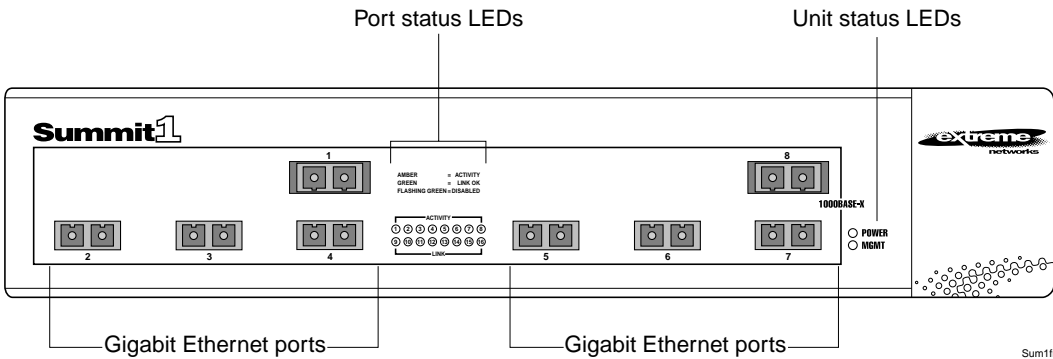 Port status LEDs
Unit status LEDs
Summit1
extreme
networks
1
8
AMBER = ACTIVITY
GREEN = LINK OK
FLASHING GREEN = DISABLED
1000BASE-X
ACTIVITY
1 2 3 4 5 6 7 8
9 10 11 12 13 14 15 16
LINK
POWER
MGMT
2 3 4 5 6 7
Gigabit Ethernet ports
Gigabit Ethernet ports
Sum1f